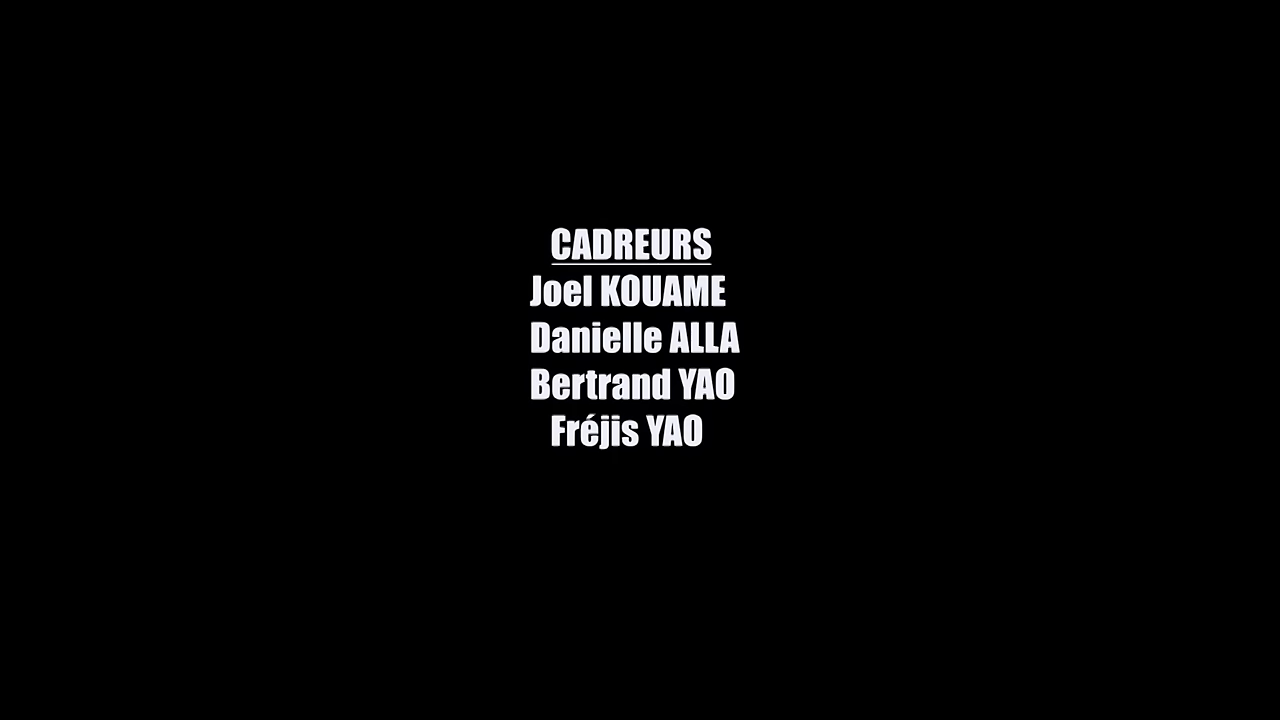 CADREURS
Joel KOUAME
Danielle ALLA
Bertrand YAO
Fréjis YAO